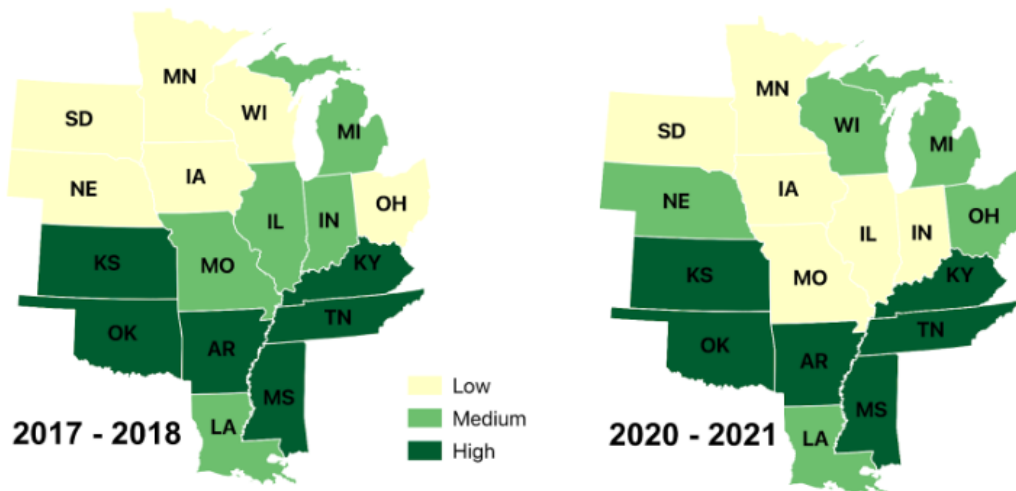 MN
SD
WI
MI
NE
IA
IL
IN
OH
KS
MO
KY
OK
AR
TN
MS
LA
2017 - 2018
Low
Medium
High
MN
SD
WI
MI
NE
IA
IL
IN
OH
KS
MO
KY
OK
AR
TN
MS
LA
2020 - 2021